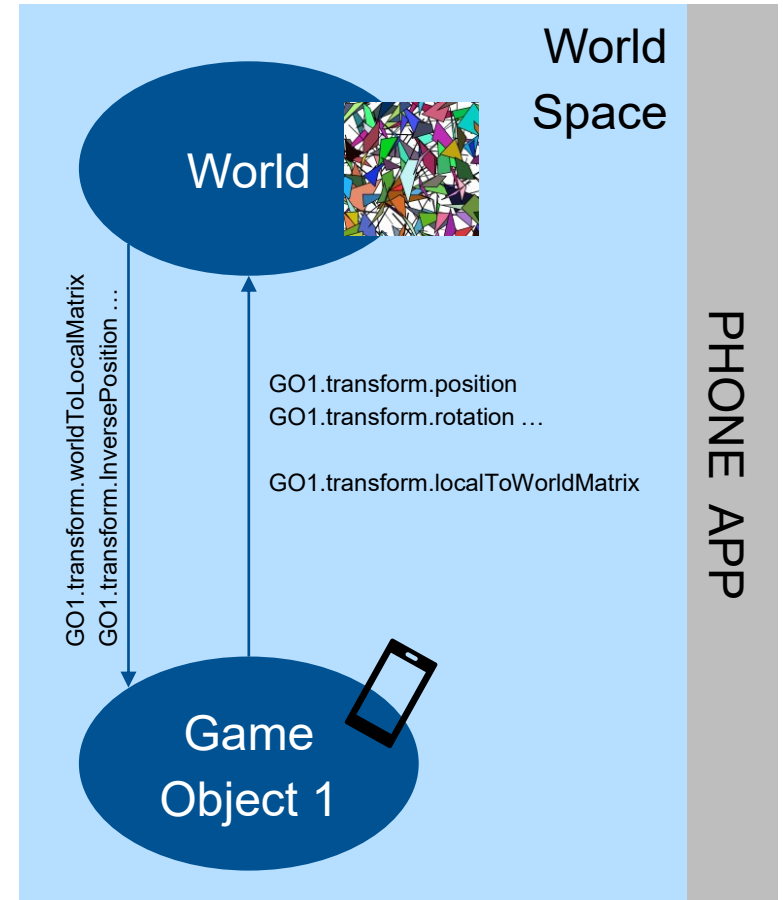 World
Space
World
GO1.transform.worldToLocalMatrix
GO1.transform.InversePosition …
GO1.transform.position
GO1.transform.rotation …
GO1.transform.localToWorldMatrix
PHONE APP
Game
Object 1